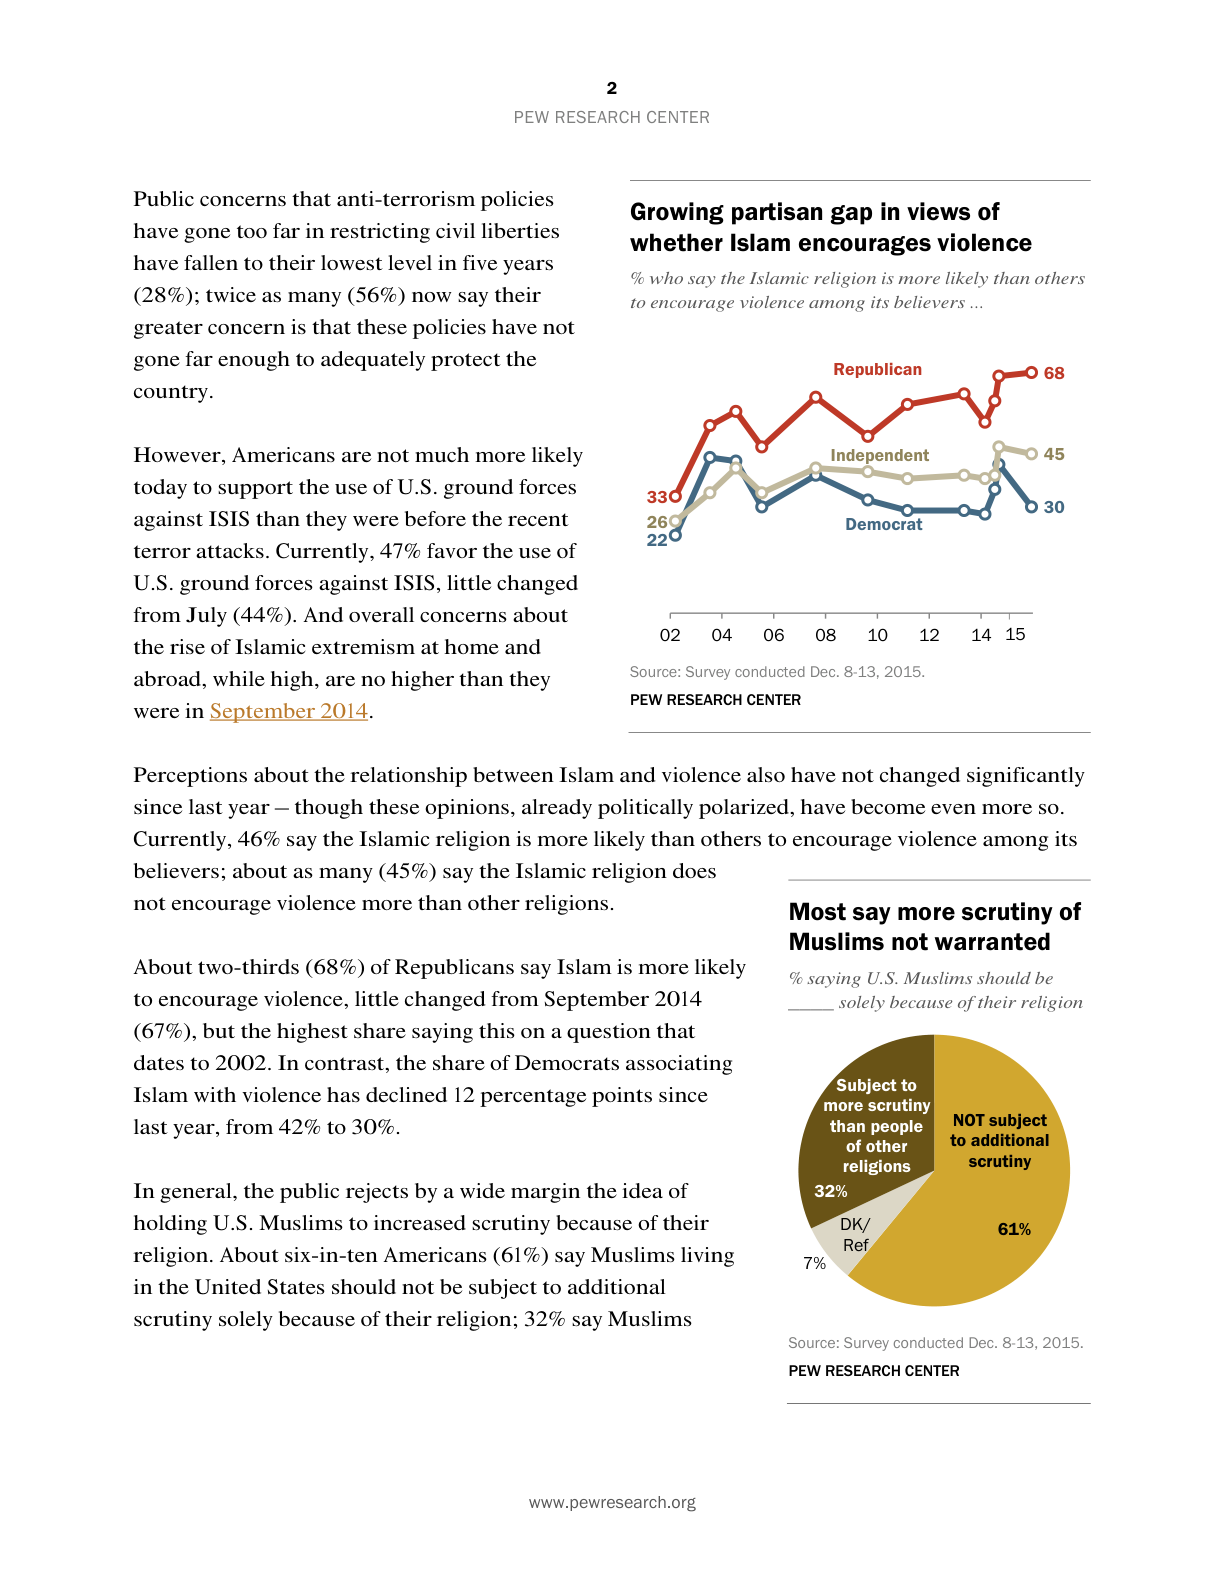 2
PEW RESEARCH CENTER
Public concerns that anti-terrorism policies
have gone too far in restricting civil liberties
have fallen to their lowest level in five years
(28%); twice as many (56%) now say their
greater concern is that these policies have not
gone far enough to adequately protect the
country.
However, Americans are not much more likely
today to support the use of U.S. ground forces
against ISIS than they were before the recent
terror attacks. Currently, 47% favor the use of
U.S. ground forces against ISIS, little changed
from July (44%). And overall concerns about
the rise of Islamic extremism at home and
abroad, while high, are no higher than they
were in September 2014.
Growing partisan gap in views of
whether Islam encourages violence
% who say the Islamic religion is more likely than others
to encourage violence among its believers ...
Republican
68
Independent
45
33
26
22
Democrat
30
02 04 06 08 10 12 14 15
Source: Survey conducted Dec. 8-13, 2015.
PEW RESEARCH CENTER
Perceptions about the relationship between Islam and violence also have not changed significantly
since last year – though these opinions, already politically polarized, have become even more so.
Currently, 46% say the Islamic religion is more likely than others to encourage violence among its
believers; about as many (45%) say the Islamic religion does
not encourage violence more than other religions.
About two-thirds (68%) of Republicans say Islam is more likely
to encourage violence, little changed from September 2014
(67%), but the highest share saying this on a question that
dates to 2002. In contrast, the share of Democrats associating
Islam with violence has declined 12 percentage points since
last year, from 42% to 30%.
In general, the public rejects by a wide margin the idea of
holding U.S. Muslims to increased scrutiny because of their
religion. About six-in-ten Americans (61%) say Muslims living
in the United States should not be subject to additional
scrutiny solely because of their religion; 32% say Muslims
Most say more scrutiny of
Muslims not warranted
% saying U.S. Muslims should be
_____ solely because of their religion
Subject to
more scrutiny
than people
of other
religions
32%
NOT subject
to additional
scrutiny
61%
DK/
Ref
7%
Source: Survey conducted Dec. 8-13, 2015.
PEW RESEARCH CENTER
www.pewresearch.org